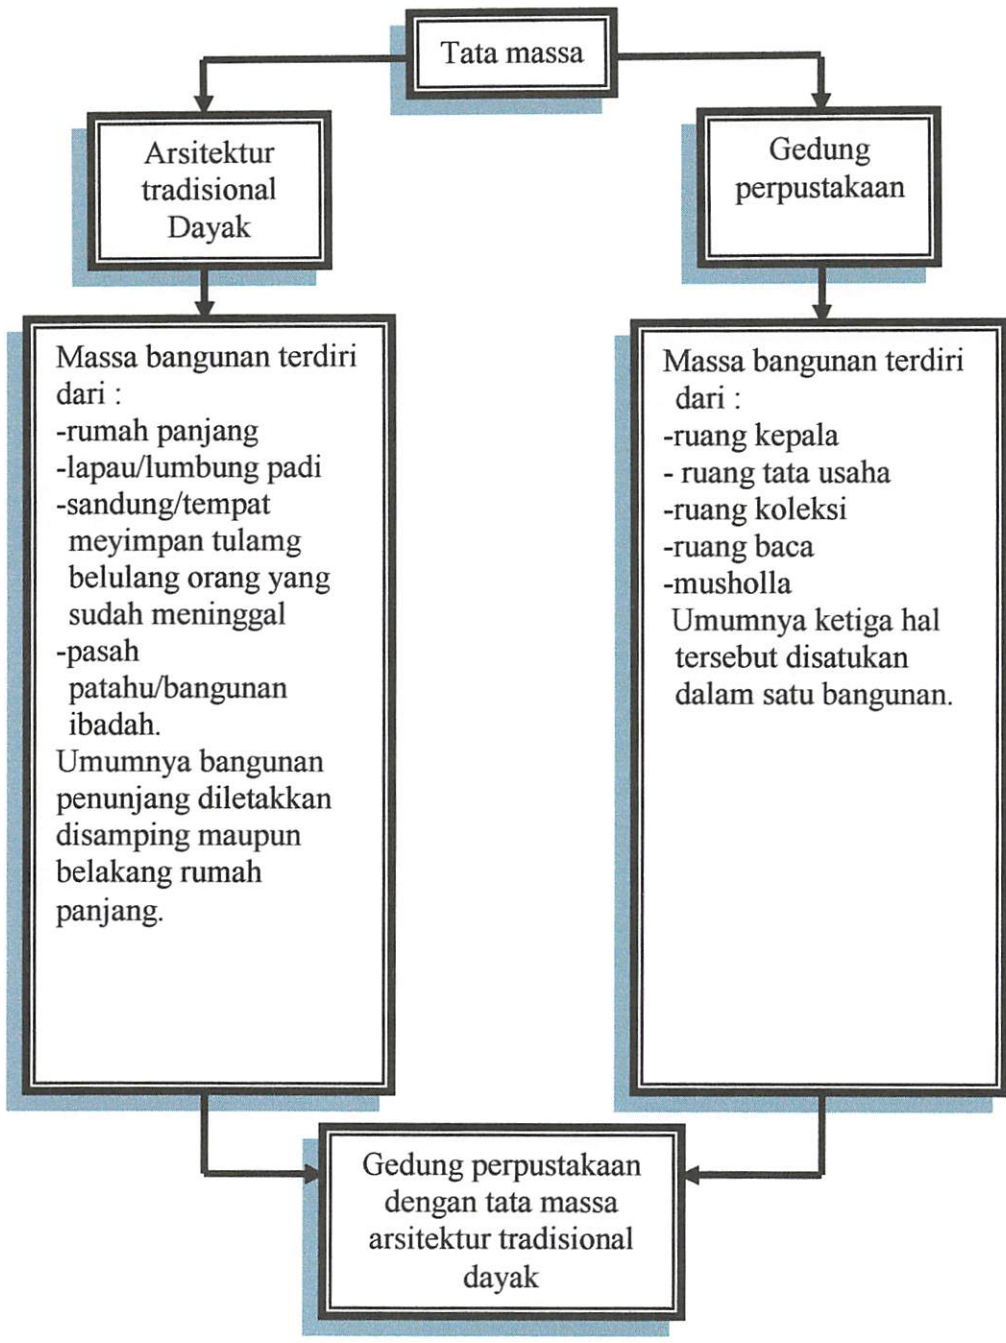 Tata massa
Arsitektur
tradisional
Dayak
Gedung
perpustakaan
Massa bangunan terdiri
dari :
-rumah panjang
-lapau/lumbung padi
-sandung/tempat
meyimpan tulamg
belulang orang yang
sudah meninggal
-pasah
patahu/bangunan
ibadah.
Umumnya bangunan
penunjang diletakkan
disamping maupun
belakang rumah
panjang.
Massa bangunan terdiri
dari :
-ruang kepala
- ruang tata usaha
-ruang koleksi
-ruang baca
-musholla
Umumnya ketiga hal
tersebut disatukan
dalam satu bangunan.
Gedung perpustakaan
dengan tata massa
arsitektur tradisional
dayak